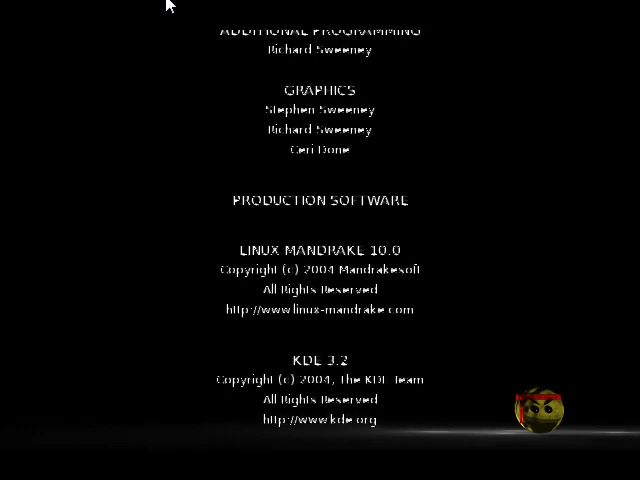 ADDITIONAL PROGRAMMING
Richard Sweeney
GRAPHICS
Stephen Sweeney
Richard Sweeney
Ceri Done
PRODUCTION SOFTWARE
LINUX MANDRAKE 10.0
Copyright (c) 2004 Mandrakesoft
All Rights Reserved
http://www.linux-mandrake.com
KDE 3.2
Copyright (c) 2004, The KDE Team
All Rights Reserved
http://www.kde.org